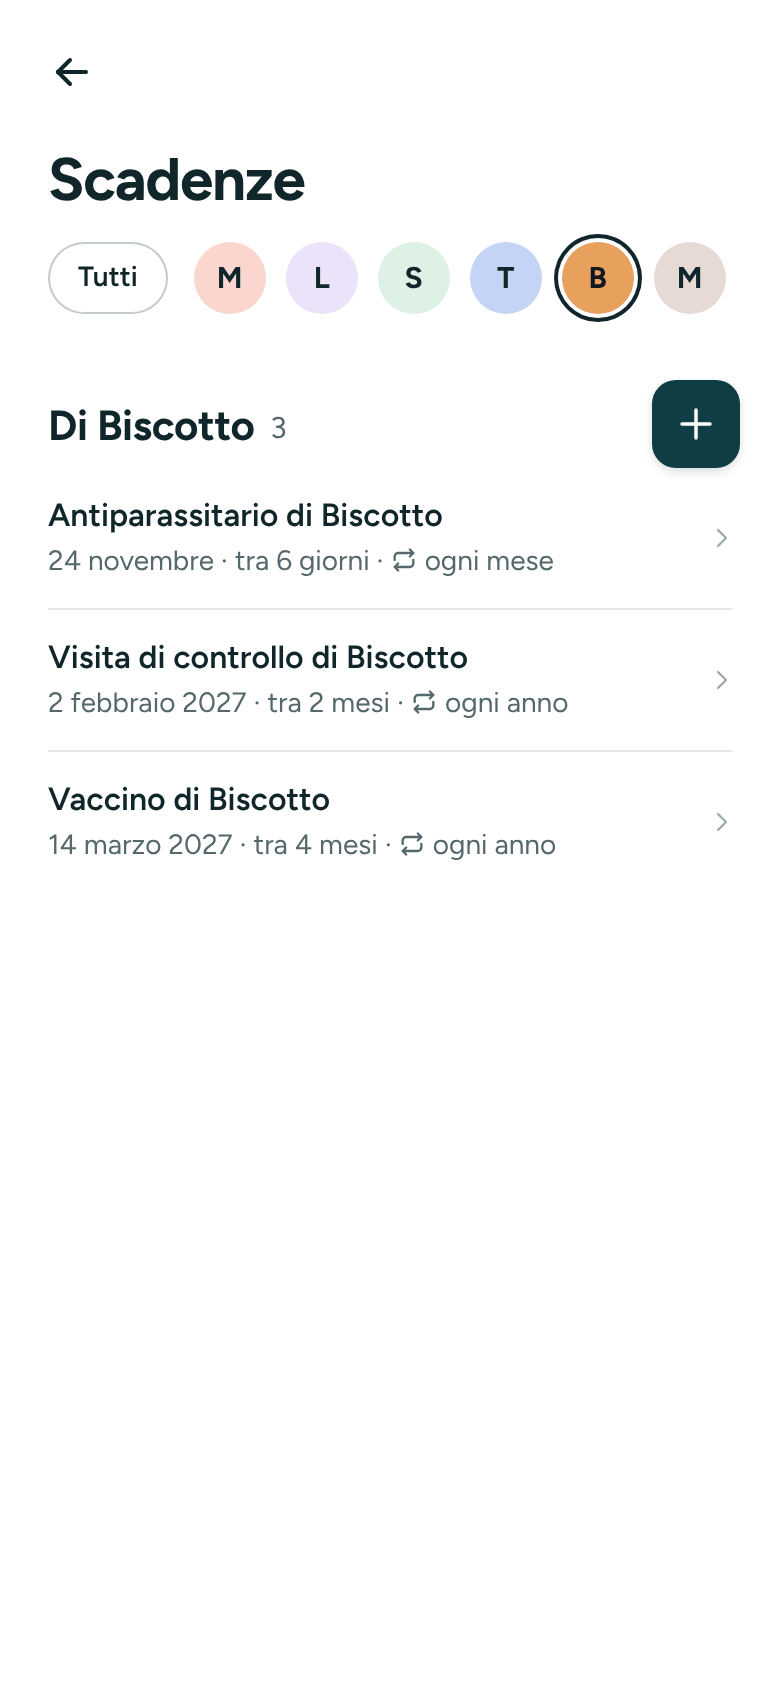 Scadenze
Tutti M L S T B M
Di Biscotto 3
Antiparassitario di Biscotto
24 novembre · tra 6 giorni · ogni mese
Visita di controllo di Biscotto
2 febbraio 2027 · tra 2 mesi · ogni anno
Vaccino di Biscotto
14 marzo 2027 · tra 4 mesi · ogni anno